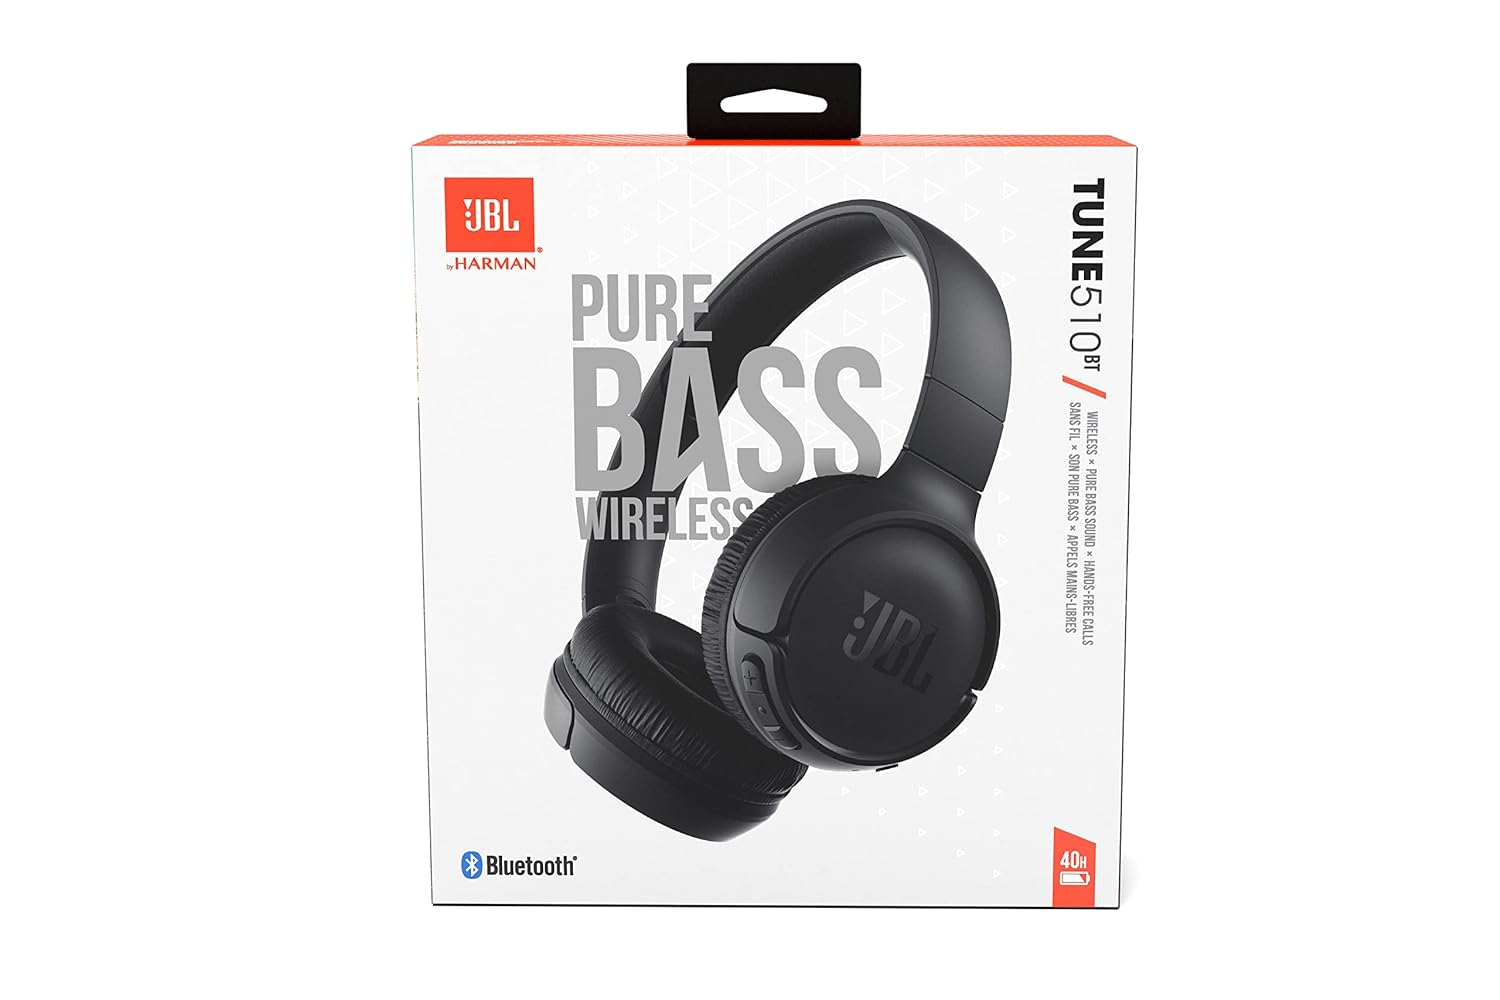 JBL
by HARMAN
PURE
BASS
WIRELESS
TUNE510BT
WIRELESS × PURE BASS SOUND × HANDS-FREE CALLS
SANS FIL × SON PURE BASS × APPELS MAINS-LIBRES
JBL
Bluetooth®
40H